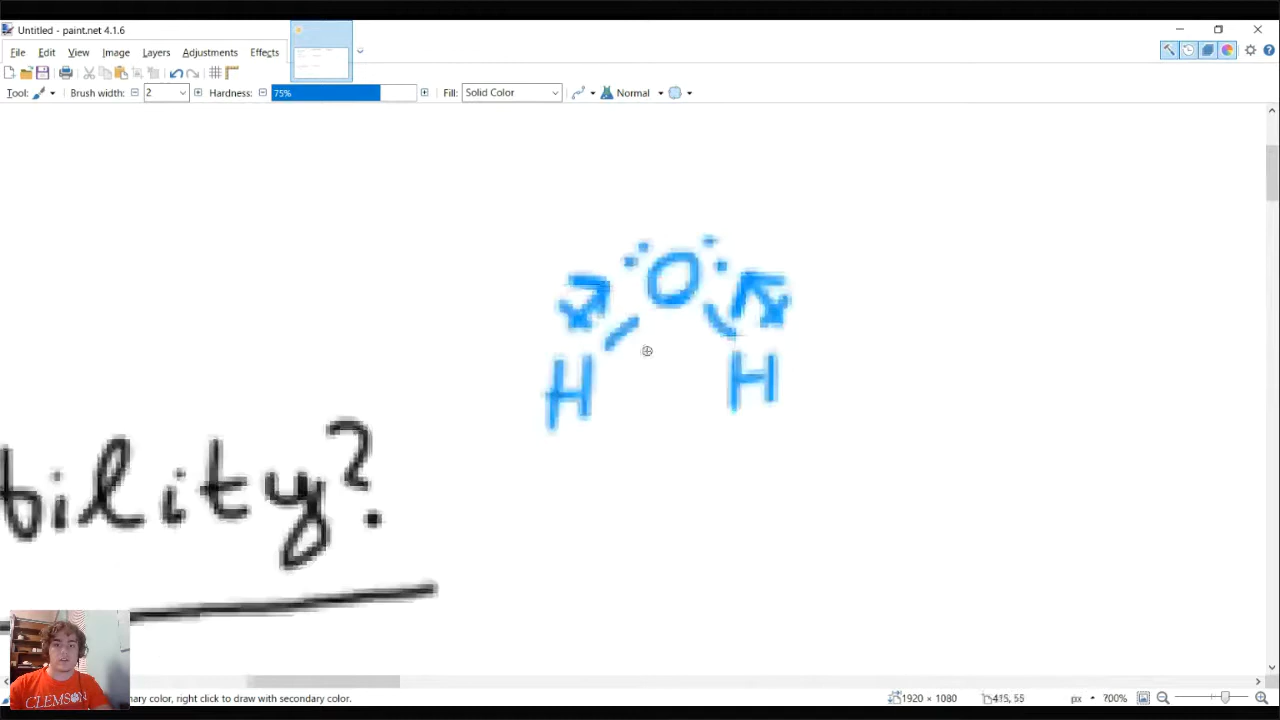 Untitled - paint.net 4.1.6
File Edit View Image Layers Adjustments Effects
Tool: Brush width: 2 Hardness: 75% Fill: Solid Color Normal
O
H H
bility?
CLEMSON
nary color, right click to draw with secondary color. 1920 × 1080 415, 55 px 700%